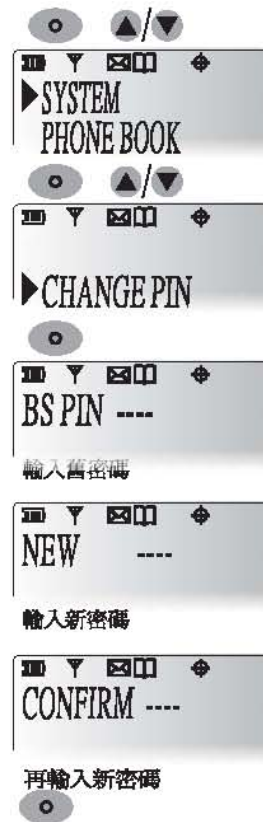 /
▶SYSTEM
PHONE BOOK
/
▶CHANGE PIN
BS PIN ----
輸入舊密碼
NEW ----
輸入新密碼
CONFIRM ----
再輸入新密碼